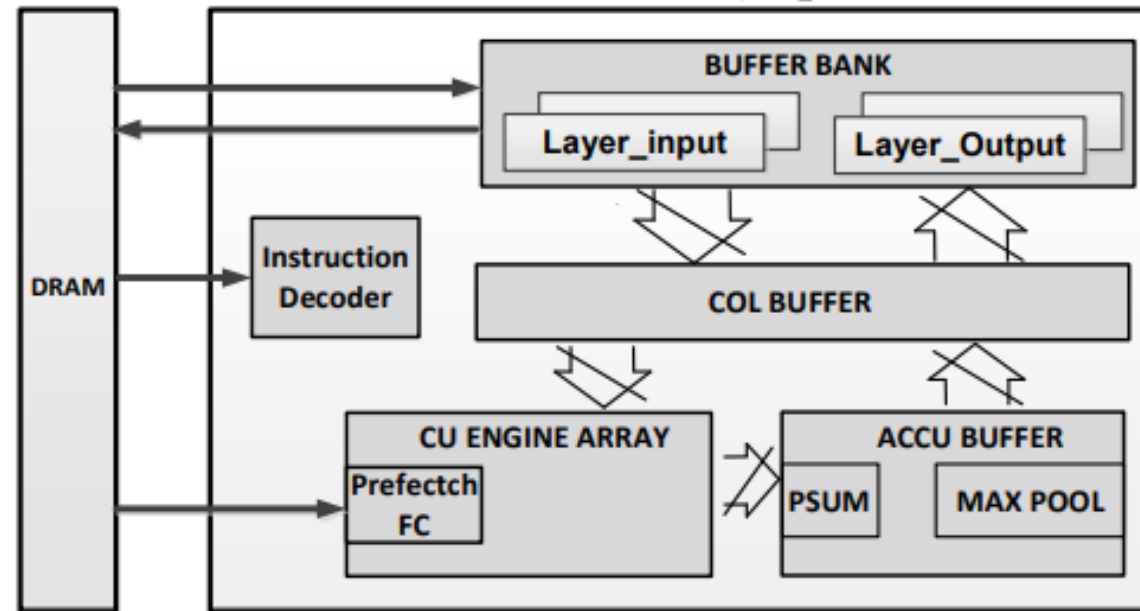 BUFFER BANK
Layer_input
Layer_Output
Instruction
Decoder
DRAM
COL BUFFER
CU ENGINE ARRAY
ACCU BUFFER
Prefectch
FC
PSUM
MAX POOL